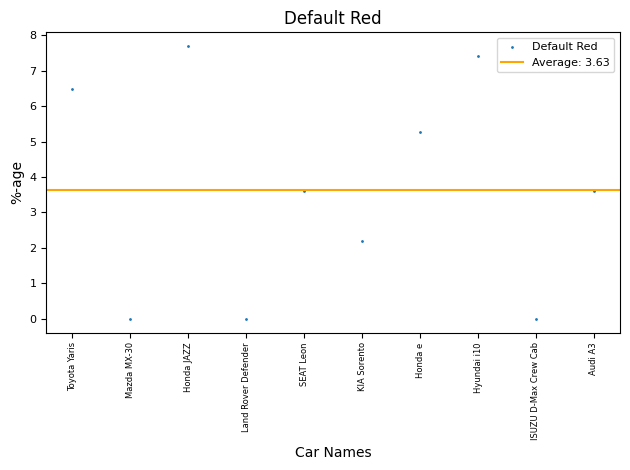 Default Red
8
7
6
5
4
3
2
1
0
%-age
Default Red
Average: 3.63
Toyota Yaris
Mazda MX-30
Honda JAZZ
Land Rover Defender
SEAT Leon
KIA Sorento
Honda e
Hyundai i10
ISUZU D-Max Crew Cab
Audi A3
Car Names